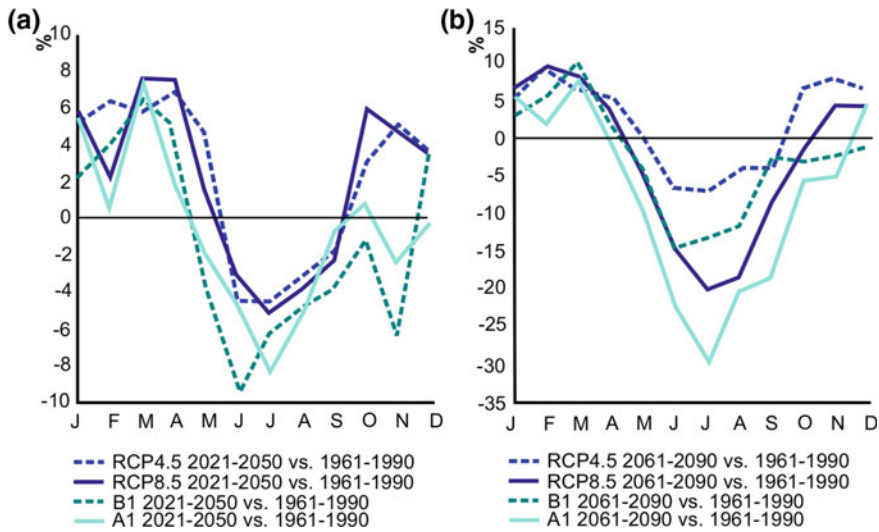 (a)
%
10
8
6
4
2
0
-2
-4
-6
-8
-10
J F M A M J J A S O N D
RCP4.5 2021-2050 vs. 1961-1990
RCP8.5 2021-2050 vs. 1961-1990
B1 2021-2050 vs. 1961-1990
A1 2021-2050 vs. 1961-1990
(b)
%
15
10
5
0
-5
-10
-15
-20
-25
-30
-35
J F M A M J J A S O N D
RCP4.5 2061-2090 vs. 1961-1990
RCP8.5 2061-2090 vs. 1961-1990
B1 2061-2090 vs. 1961-1990
A1 2061-2090 vs. 1961-1990